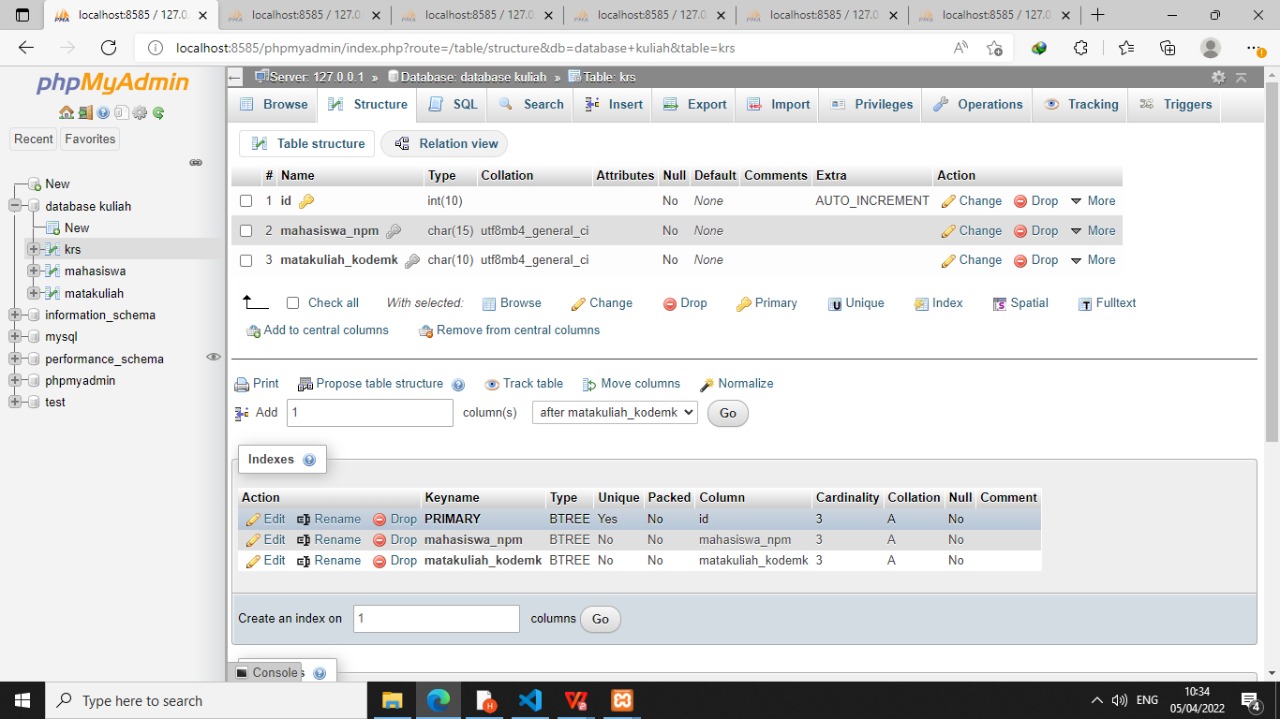 localhost:8585 / 127.0. localhost:8585 / 127.0. localhost:8585 / 127.0. localhost:8585 / 127.0. localhost:8585 / 127.0. localhost:8585 / 127.0.
localhost:8585/phpmyadmin/index.php?route=/table/structure&db=database+kuliah&table=krs
phpMyAdmin
Recent Favorites
New
database kuliah
New
krs
mahasiswa
matakuliah
information_schema
mysql
performance_schema
phpmyadmin
test
Server: 127.0.0.1 » Database: database kuliah » Table: krs
Browse Structure SQL Search Insert Export Import Privileges Operations Tracking Triggers
Table structure Relation view
# Name Type Collation Attributes Null Default Comments Extra Action
1 id int(10) No None AUTO_INCREMENT Change Drop More
2 mahasiswa_npm char(15) utf8mb4_general_ci No None Change Drop More
3 matakuliah_kodemk char(10) utf8mb4_general_ci No None Change Drop More
Check all With selected: Browse Change Drop Primary Unique Index Spatial Fulltext
Add to central columns Remove from central columns
Print Propose table structure Track table Move columns Normalize
Add 1 column(s) after matakuliah_kodemk Go
Indexes
Action Keyname Type Unique Packed Column Cardinality Collation Null Comment
Edit Rename Drop PRIMARY BTREE Yes No id 3 A No
Edit Rename Drop mahasiswa_npm BTREE No No mahasiswa_npm 3 A No
Edit Rename Drop matakuliah_kodemk BTREE No No matakuliah_kodemk 3 A No
Create an index on 1 columns Go
Console
Type here to search
ENG
10:34
05/04/2022
4